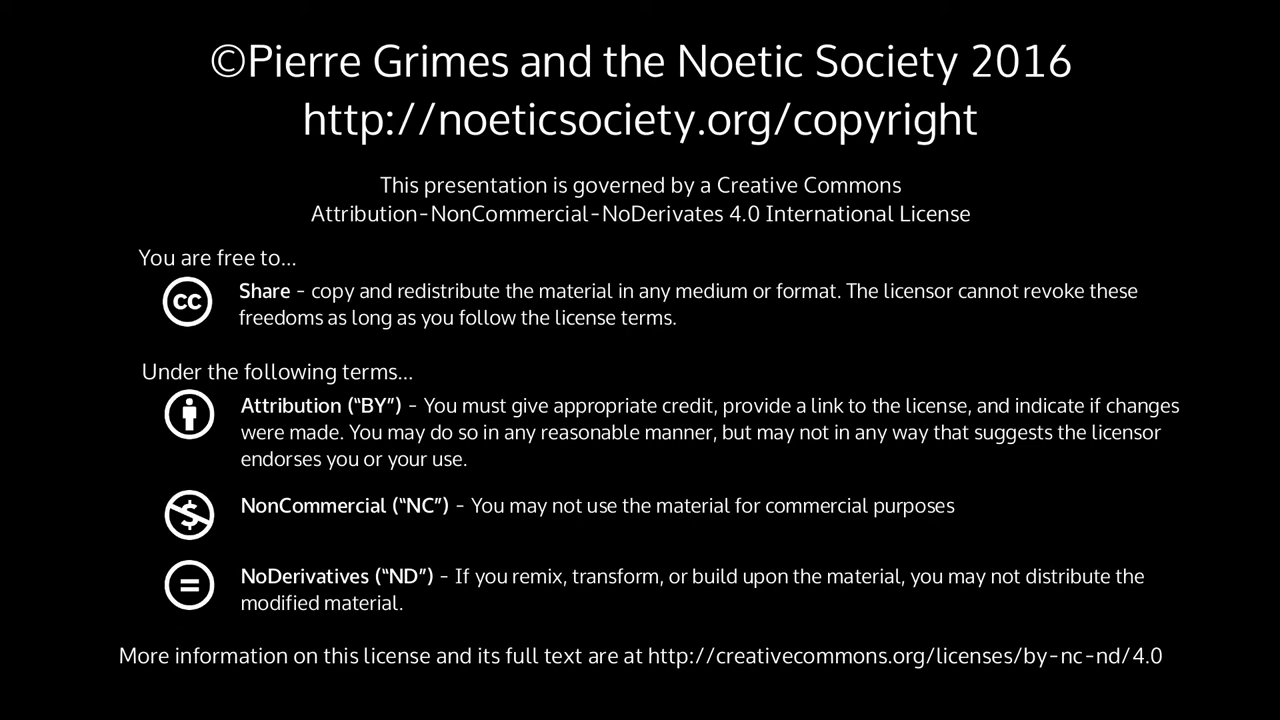 ©Pierre Grimes and the Noetic Society 2016
http://noeticsociety.org/copyright
This presentation is governed by a Creative Commons
Attribution-NonCommercial-NoDerivates 4.0 International License
You are free to...
cc
Share - copy and redistribute the material in any medium or format. The licensor cannot revoke these
freedoms as long as you follow the license terms.
Under the following terms...
Attribution (“BY”) - You must give appropriate credit, provide a link to the license, and indicate if changes
were made. You may do so in any reasonable manner, but may not in any way that suggests the licensor
endorses you or your use.
$
NonCommercial (“NC”) - You may not use the material for commercial purposes
=
NoDerivatives (“ND”) - If you remix, transform, or build upon the material, you may not distribute the
modified material.
More information on this license and its full text are at http://creativecommons.org/licenses/by-nc-nd/4.0